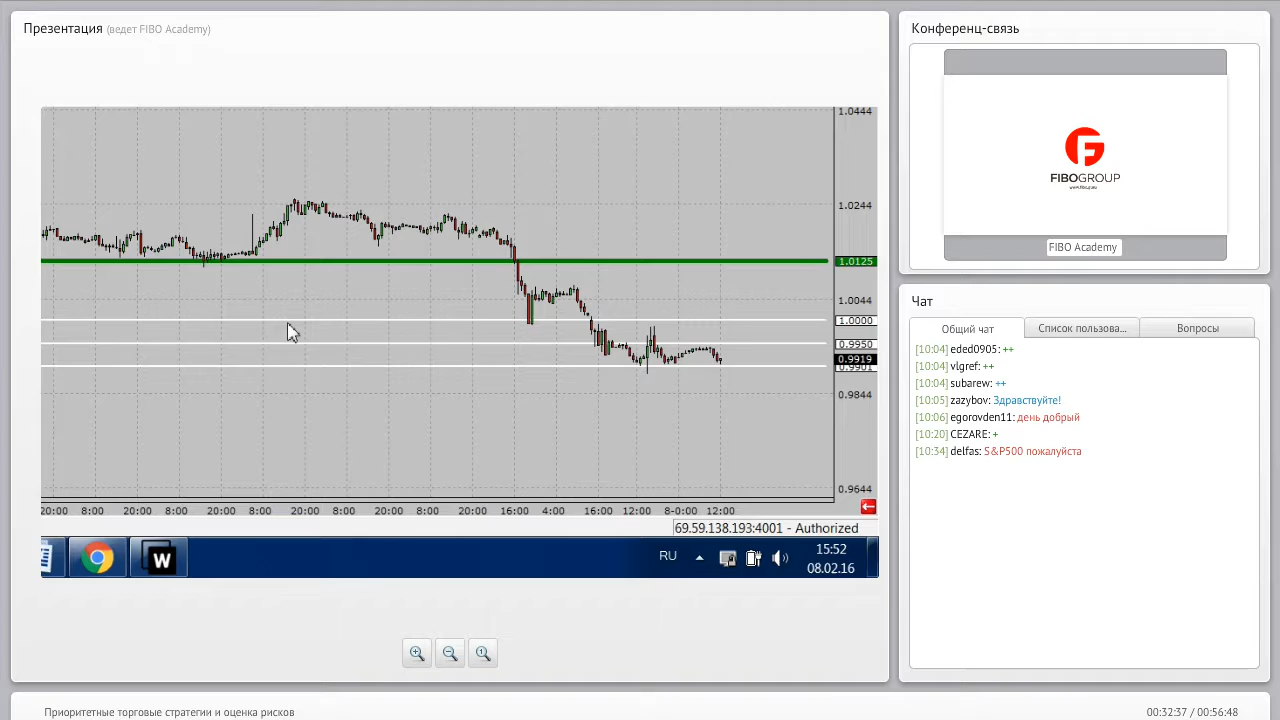 Презентация (ведет FIBO Academy)
1.0444
1.0244
1.0125
1.0044
1.0000
0.9950
0.9919
0.9901
0.9844
0.9644
20:00 8:00 20:00 8:00 20:00 8:00 20:00 8:00 20:00 8:00 20:00 16:00 4:00 16:00 12:00 8-0:00 12:00
69.59.138.193:4001 - Authorized
W
RU
15:52
08.02.16
Конференц-связь
FIBOGROUP
FIBO Academy
Чат
Общий чат
Список пользова...
Вопросы
[10:04] eded0905: ++
[10:04] vlgref: ++
[10:04] subarew: ++
[10:05] zazybov: Здравствуйте!
[10:06] egorovden11: день добрый
[10:20] CEZARE: +
[10:34] delfas: S&P500 пожалуйста
Приоритетные торговые стратегии и оценка рисков
00:32:37 / 00:56:48